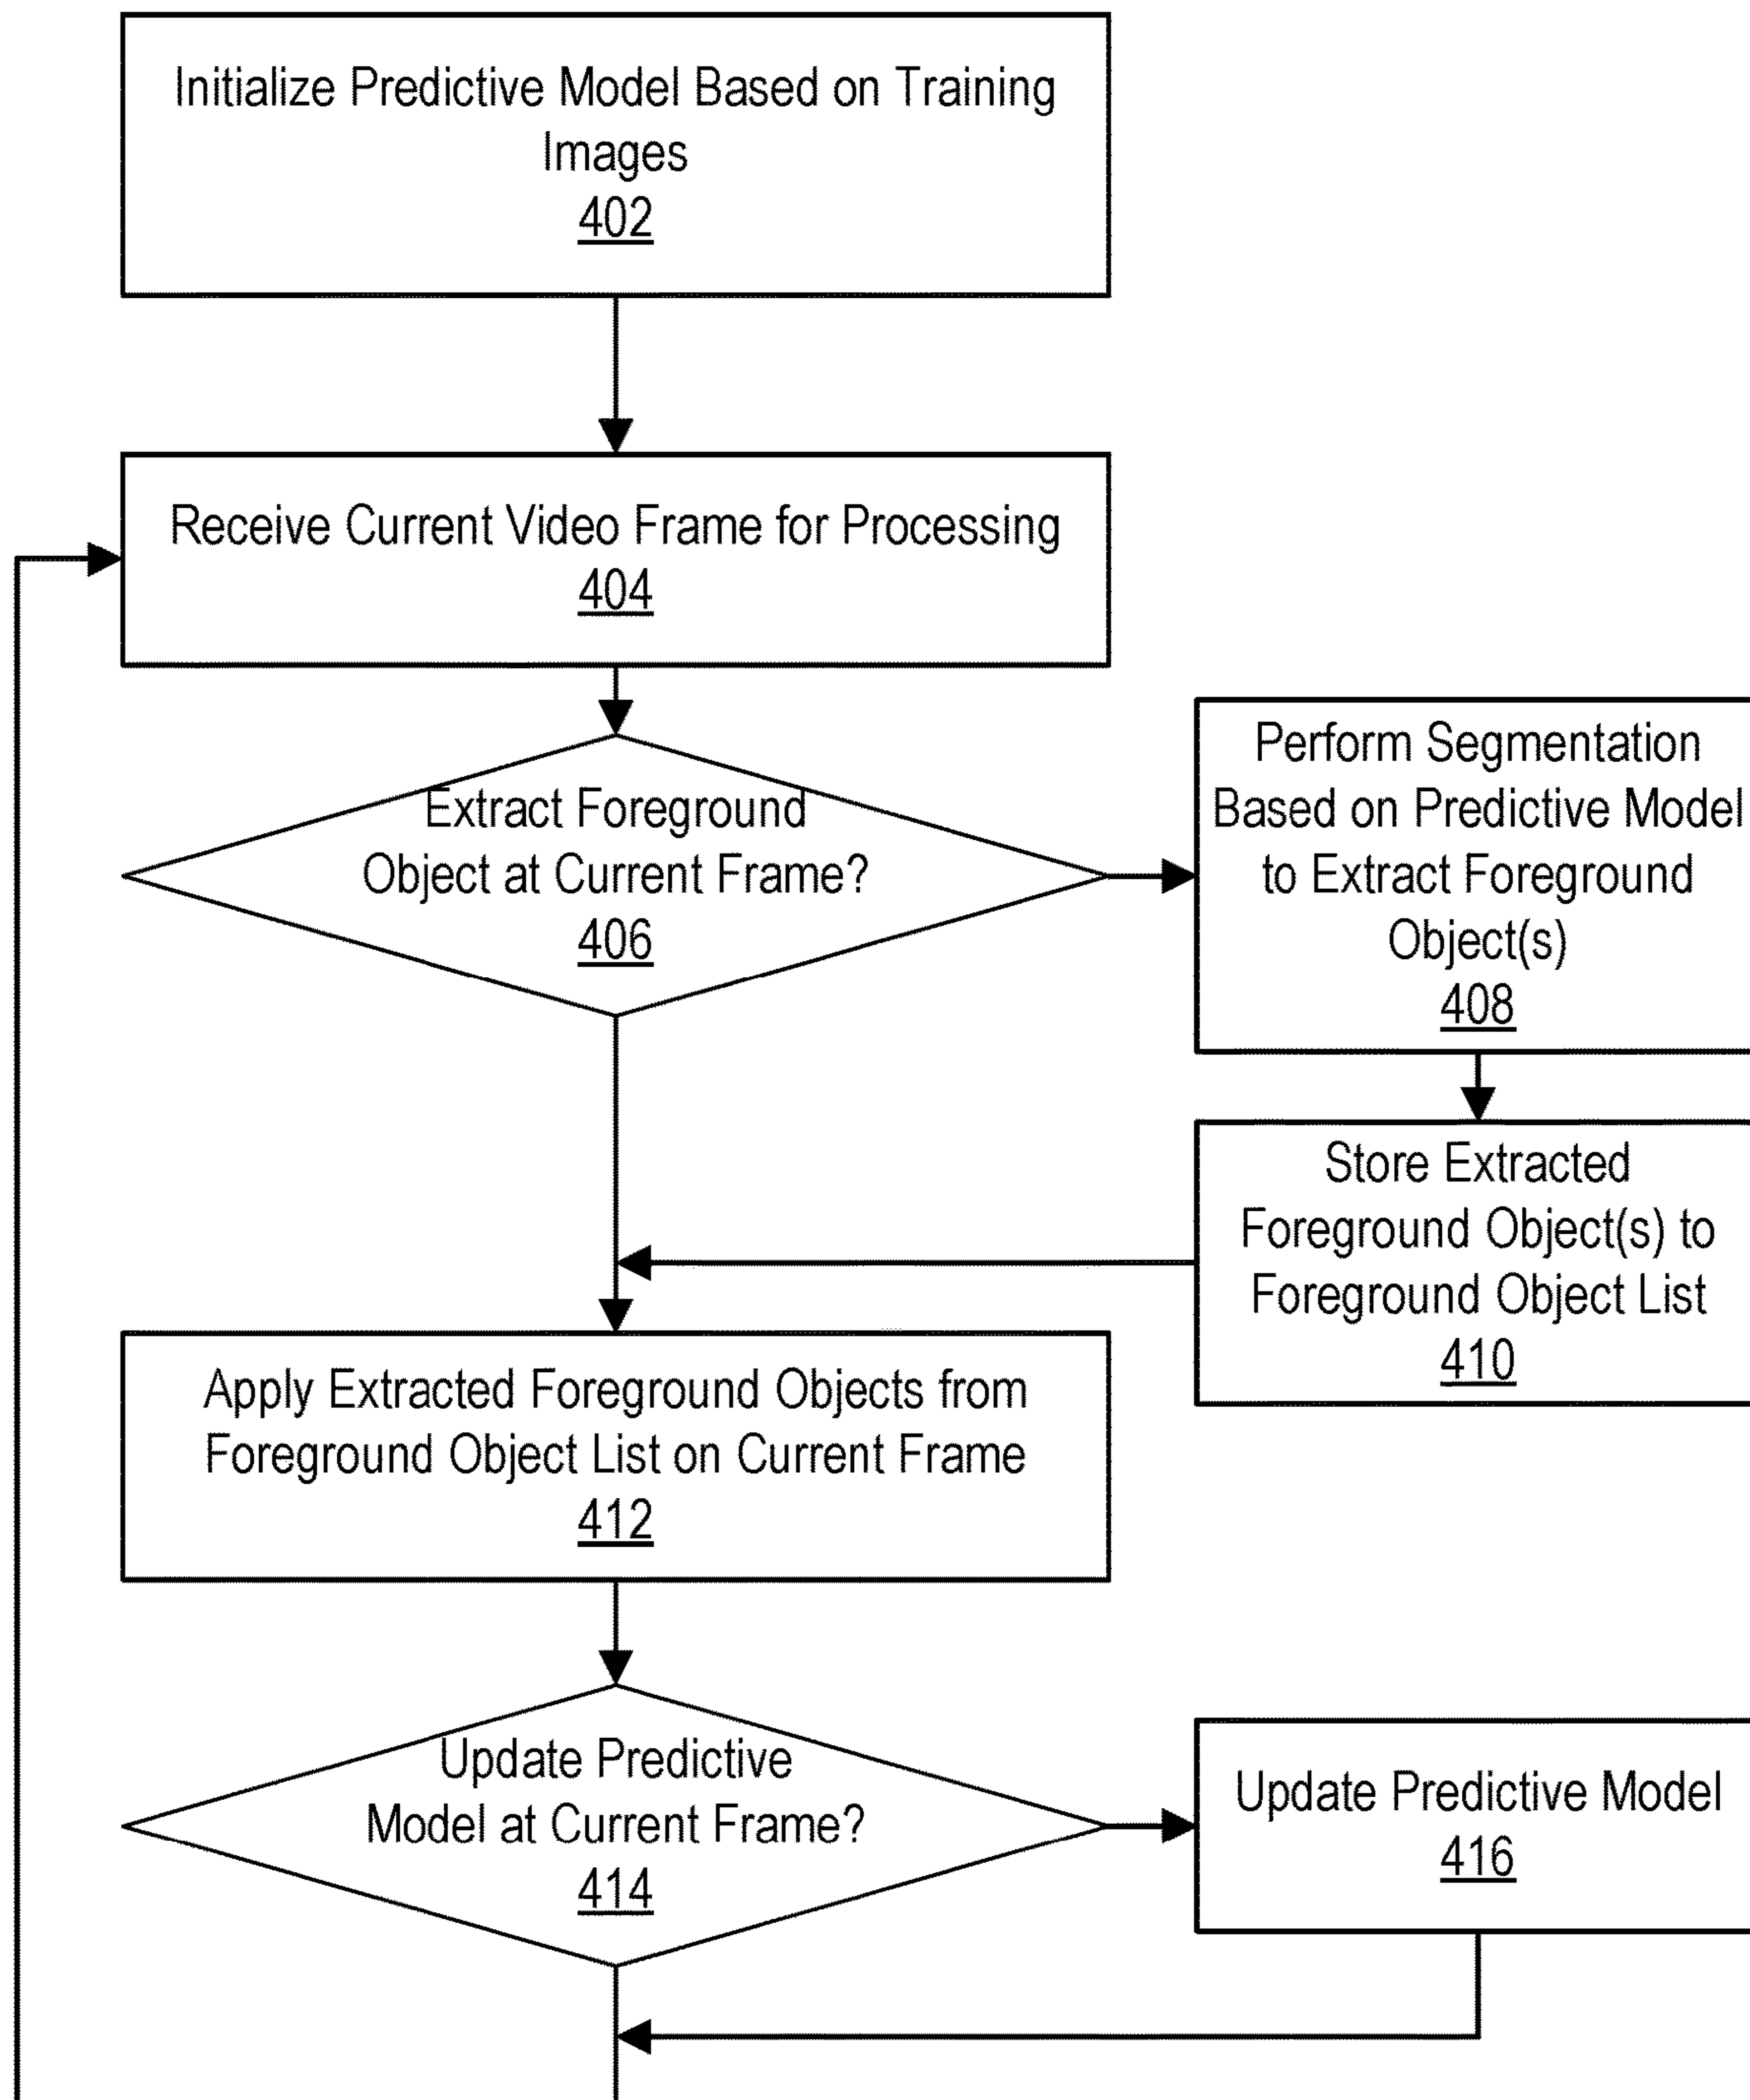 Initialize Predictive Model Based on Training
Images
402
Receive Current Video Frame for Processing
404
Extract Foreground
Object at Current Frame?
406
Perform Segmentation
Based on Predictive Model
to Extract Foreground
Object(s)
408
Store Extracted
Foreground Object(s) to
Foreground Object List
410
Apply Extracted Foreground Objects from
Foreground Object List on Current Frame
412
Update Predictive
Model at Current Frame?
414
Update Predictive Model
416